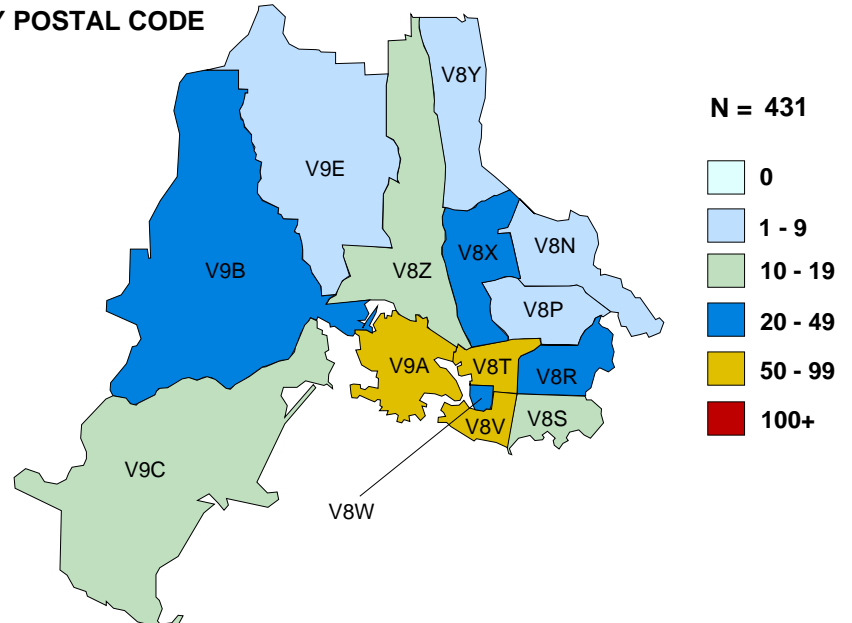 Y POSTAL CODE
V8Y
N = 431
V9E
0
1 - 9
V8N
V8X
V9B
V8Z
10 - 19
V8P
20 - 49
V9A
V8T
V8R
50 - 99
V8V
V8S
100+
V9C
V8W